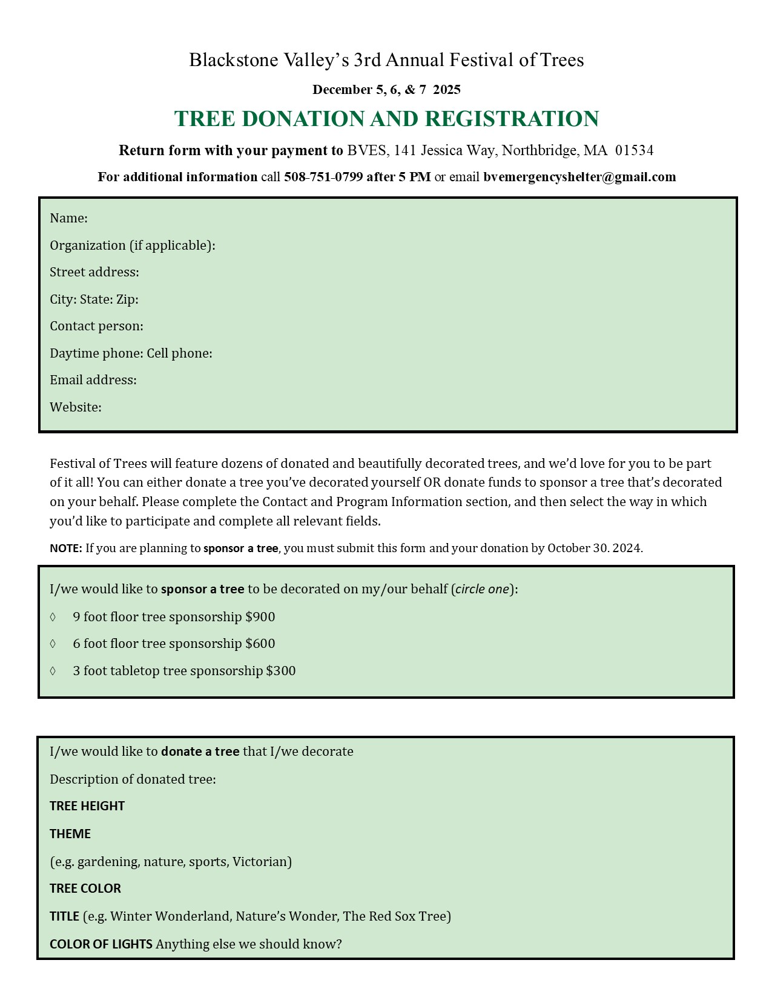 Blackstone Valley’s 3rd Annual Festival of Trees
December 5, 6, & 7  2025
TREE DONATION AND REGISTRATION
Return form with your payment to BVES, 141 Jessica Way, Northbridge, MA  01534
For additional information call 508-751-0799 after 5 PM or email bvemergencyshelter@gmail.com
Name:
Organization (if applicable):
Street address:
City: State: Zip:
Contact person:
Daytime phone: Cell phone:
Email address:
Website:
Festival of Trees will feature dozens of donated and beautifully decorated trees, and we’d love for you to be part
of it all! You can either donate a tree you’ve decorated yourself OR donate funds to sponsor a tree that’s decorated
on your behalf. Please complete the Contact and Program Information section, and then select the way in which
you’d like to participate and complete all relevant fields.
NOTE: If you are planning to sponsor a tree, you must submit this form and your donation by October 30. 2024.
I/we would like to sponsor a tree to be decorated on my/our behalf (circle one):
◊ 9 foot floor tree sponsorship $900
◊ 6 foot floor tree sponsorship $600
◊ 3 foot tabletop tree sponsorship $300
I/we would like to donate a tree that I/we decorate
Description of donated tree:
TREE HEIGHT
THEME
(e.g. gardening, nature, sports, Victorian)
TREE COLOR
TITLE (e.g. Winter Wonderland, Nature’s Wonder, The Red Sox Tree)
COLOR OF LIGHTS Anything else we should know?